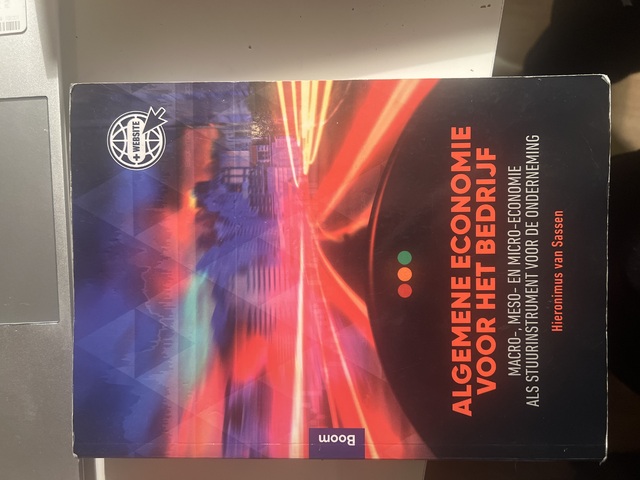 + WEBSITE
ALGEMENE ECONOMIE
VOOR HET BEDRIJF
MACRO-, MESO- EN MICRO-ECONOMIE
ALS STUURINSTRUMENT VOOR DE ONDERNEMING
Hieronimus van Sassen
Boom